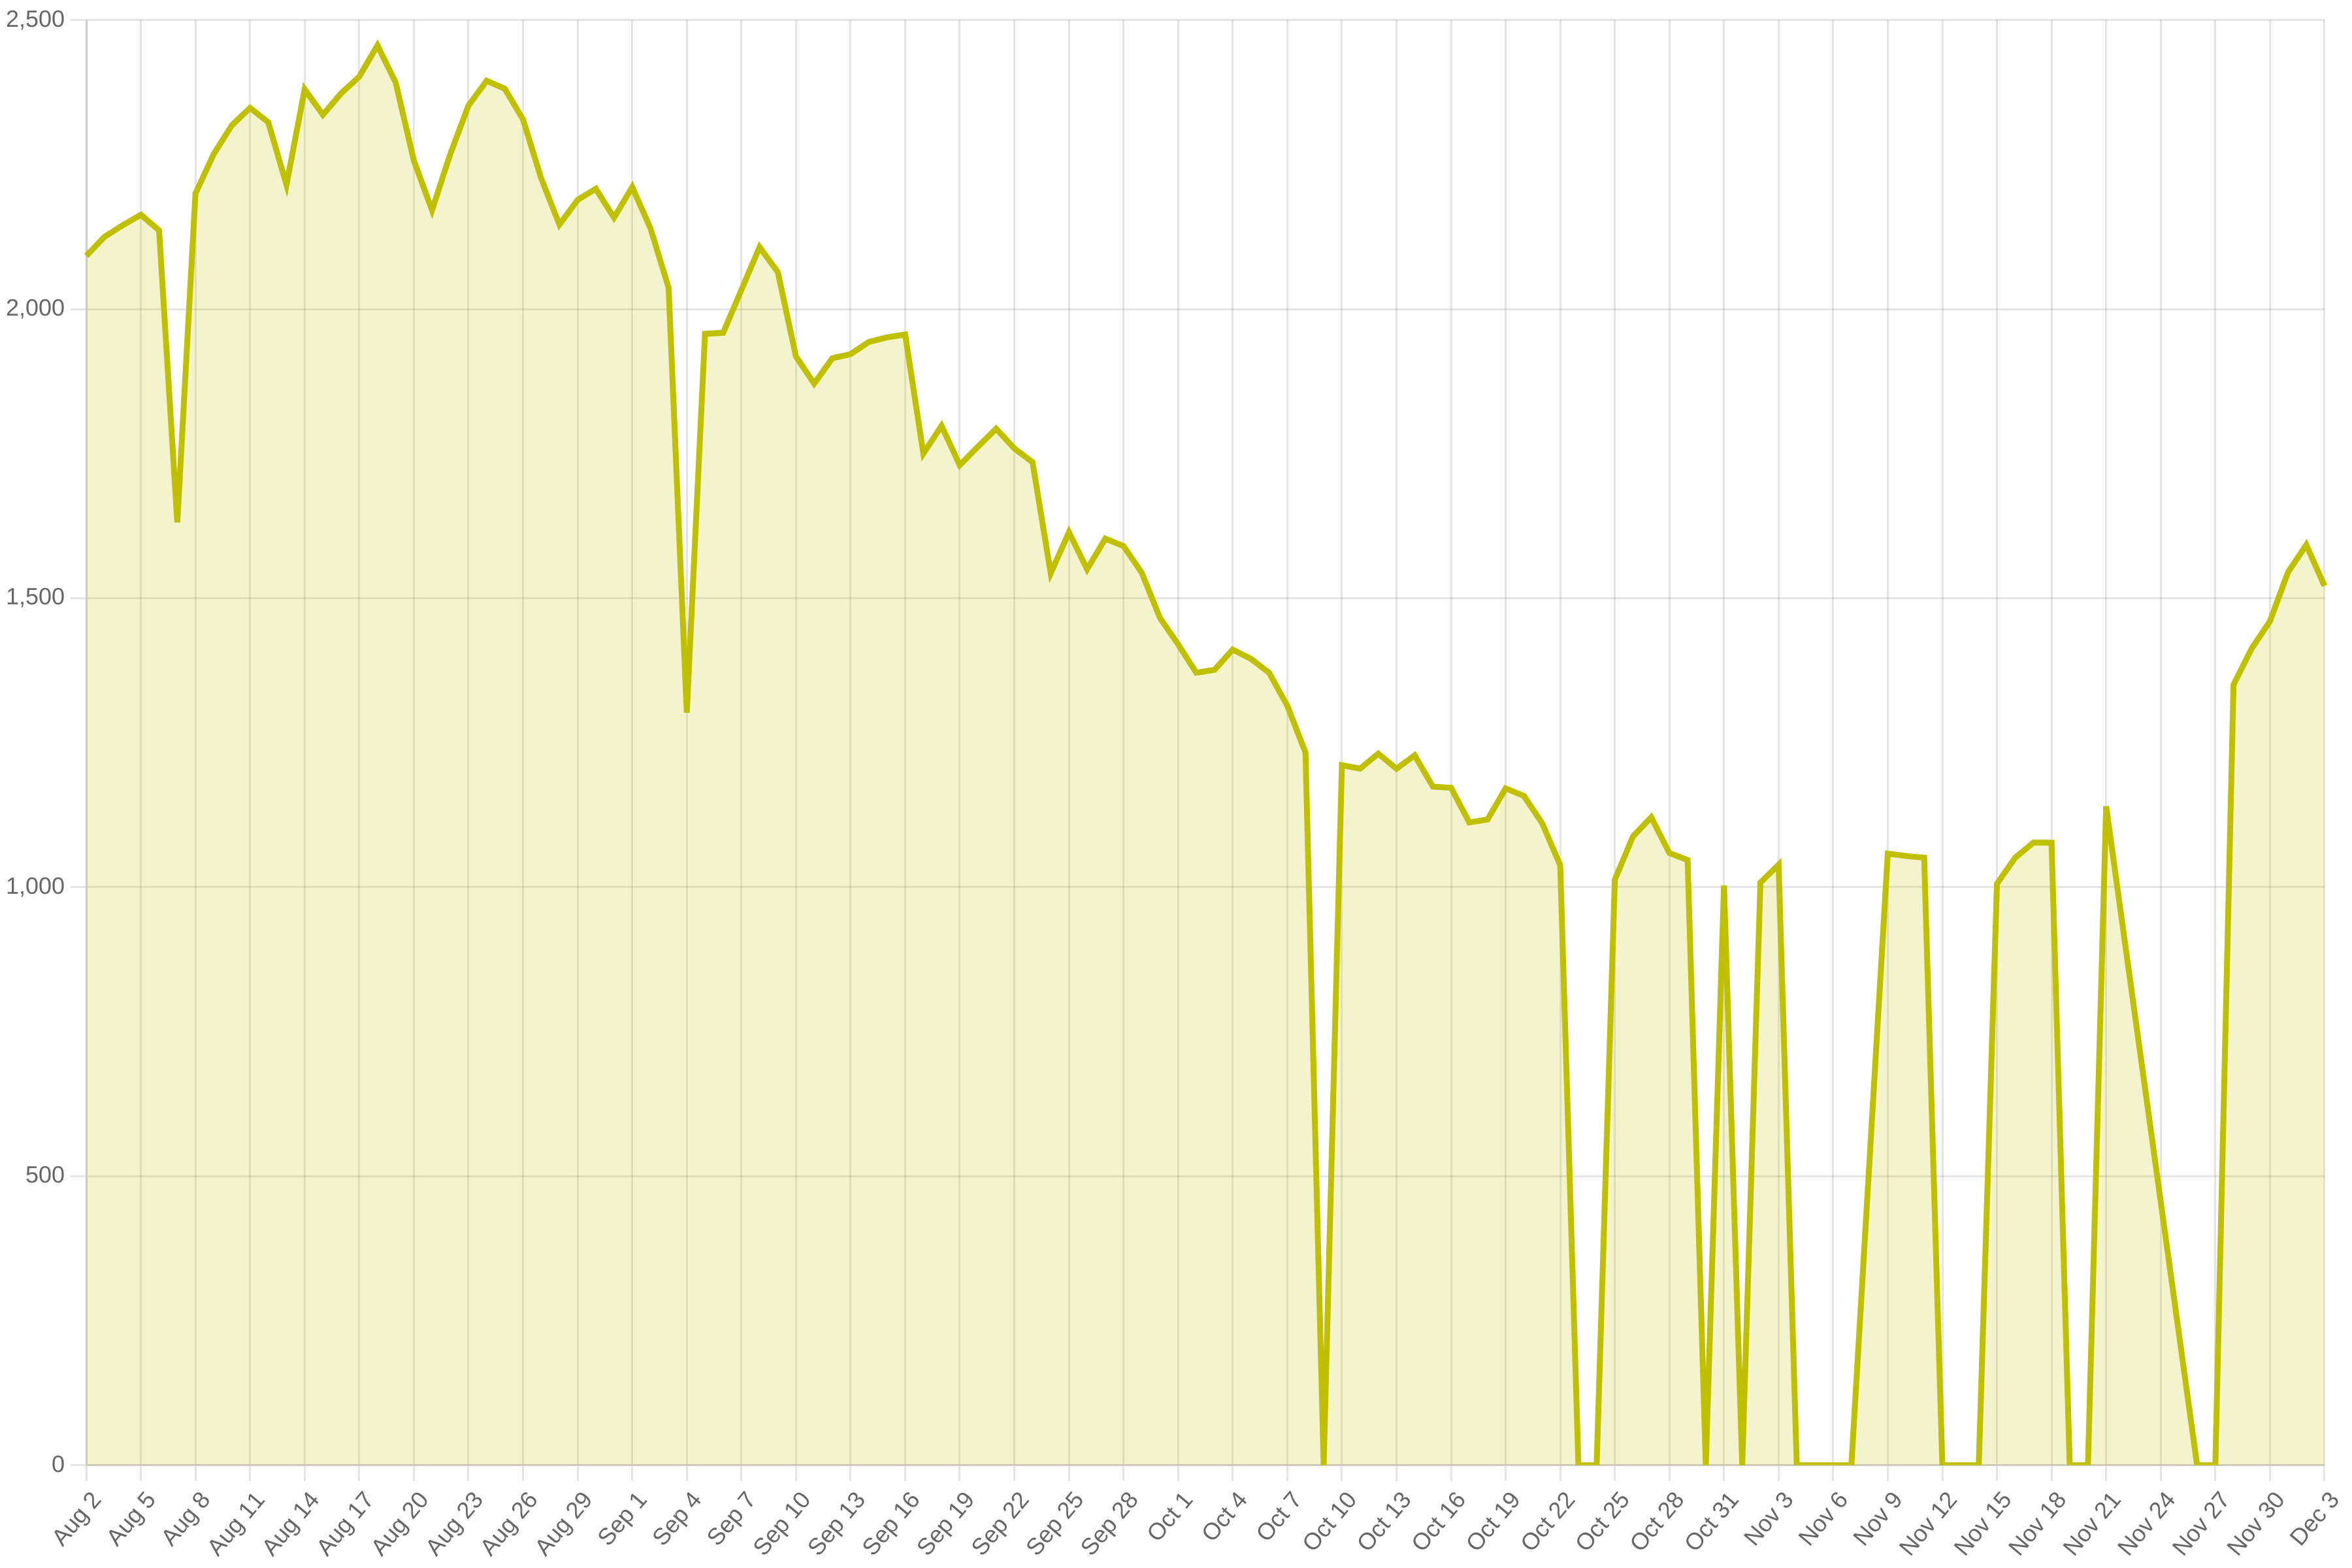 2,500
2,000
1,500
1,000
500
0
Aug 2
Aug 5
Aug 8
Aug 11
Aug 14
Aug 17
Aug 20
Aug 23
Aug 26
Aug 29
Sep 1
Sep 4
Sep 7
Sep 10
Sep 13
Sep 16
Sep 19
Sep 22
Sep 25
Sep 28
Oct 1
Oct 4
Oct 7
Oct 10
Oct 13
Oct 16
Oct 19
Oct 22
Oct 25
Oct 28
Oct 31
Nov 3
Nov 6
Nov 9
Nov 12
Nov 15
Nov 18
Nov 21
Nov 24
Nov 27
Nov 30
Dec 3